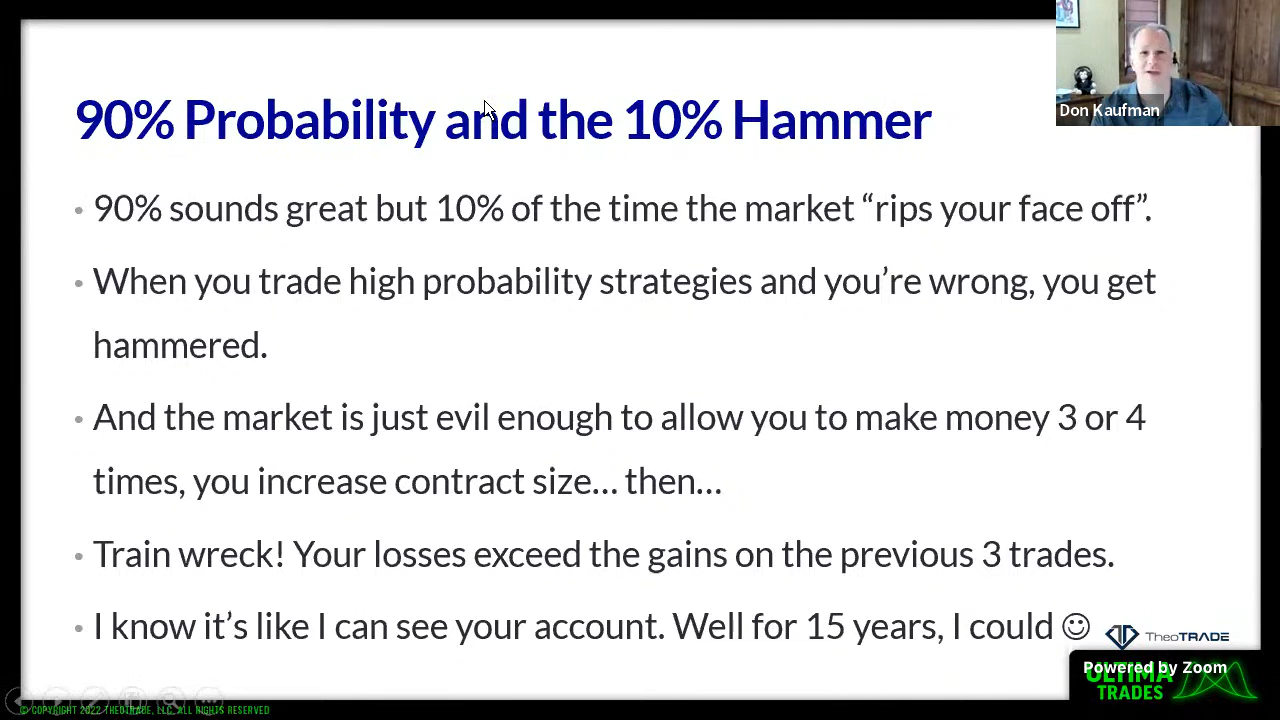 90% Probability and the 10% Hammer
Don Kaufman
• 90% sounds great but 10% of the time the market “rips your face off”.
• When you trade high probability strategies and you’re wrong, you get
hammered.
• And the market is just evil enough to allow you to make money 3 or 4
times, you increase contract size… then…
• Train wreck! Your losses exceed the gains on the previous 3 trades.
• I know it’s like I can see your account. Well for 15 years, I could ☺
TheoTRADE
Powered by Zoom
ULTIMA
TRADES
© COPYRIGHT 2022 THEOTRADE, LLC. ALL RIGHTS RESERVED